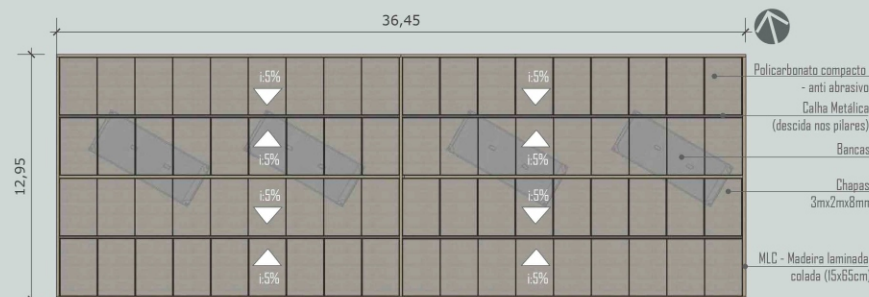 36,45
12,95
i:5%
i:5%
i:5%
i:5%
i:5%
i:5%
i:5%
i:5%
Policarbonato compacto
- anti abrasivo
Calha Metálica
(descida nos pilares)
Bancas
Chapas
3mx2mx8mm
MLC - Madeira laminada
colada (15x65cm)